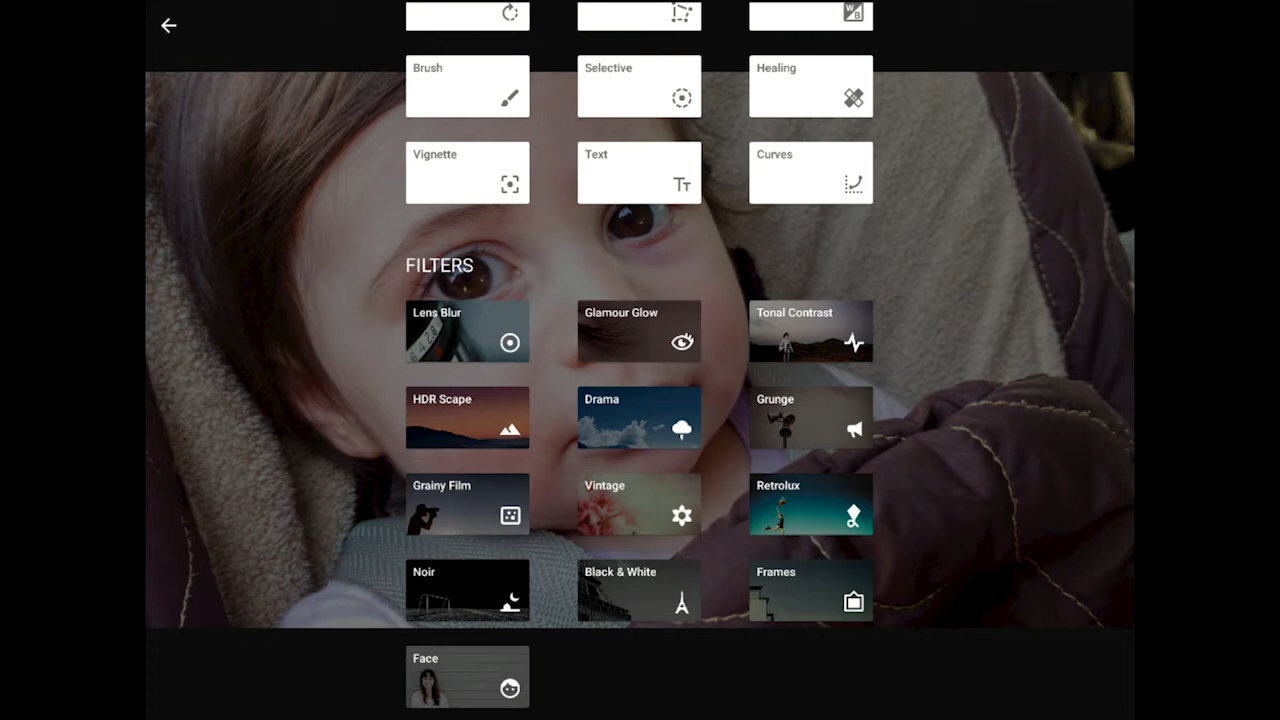 Brush
Selective
Healing
Vignette
Text
Curves
FILTERS
Lens Blur
Glamour Glow
Tonal Contrast
HDR Scape
Drama
Grunge
Grainy Film
Vintage
Retrolux
Noir
Black & White
Frames
Face